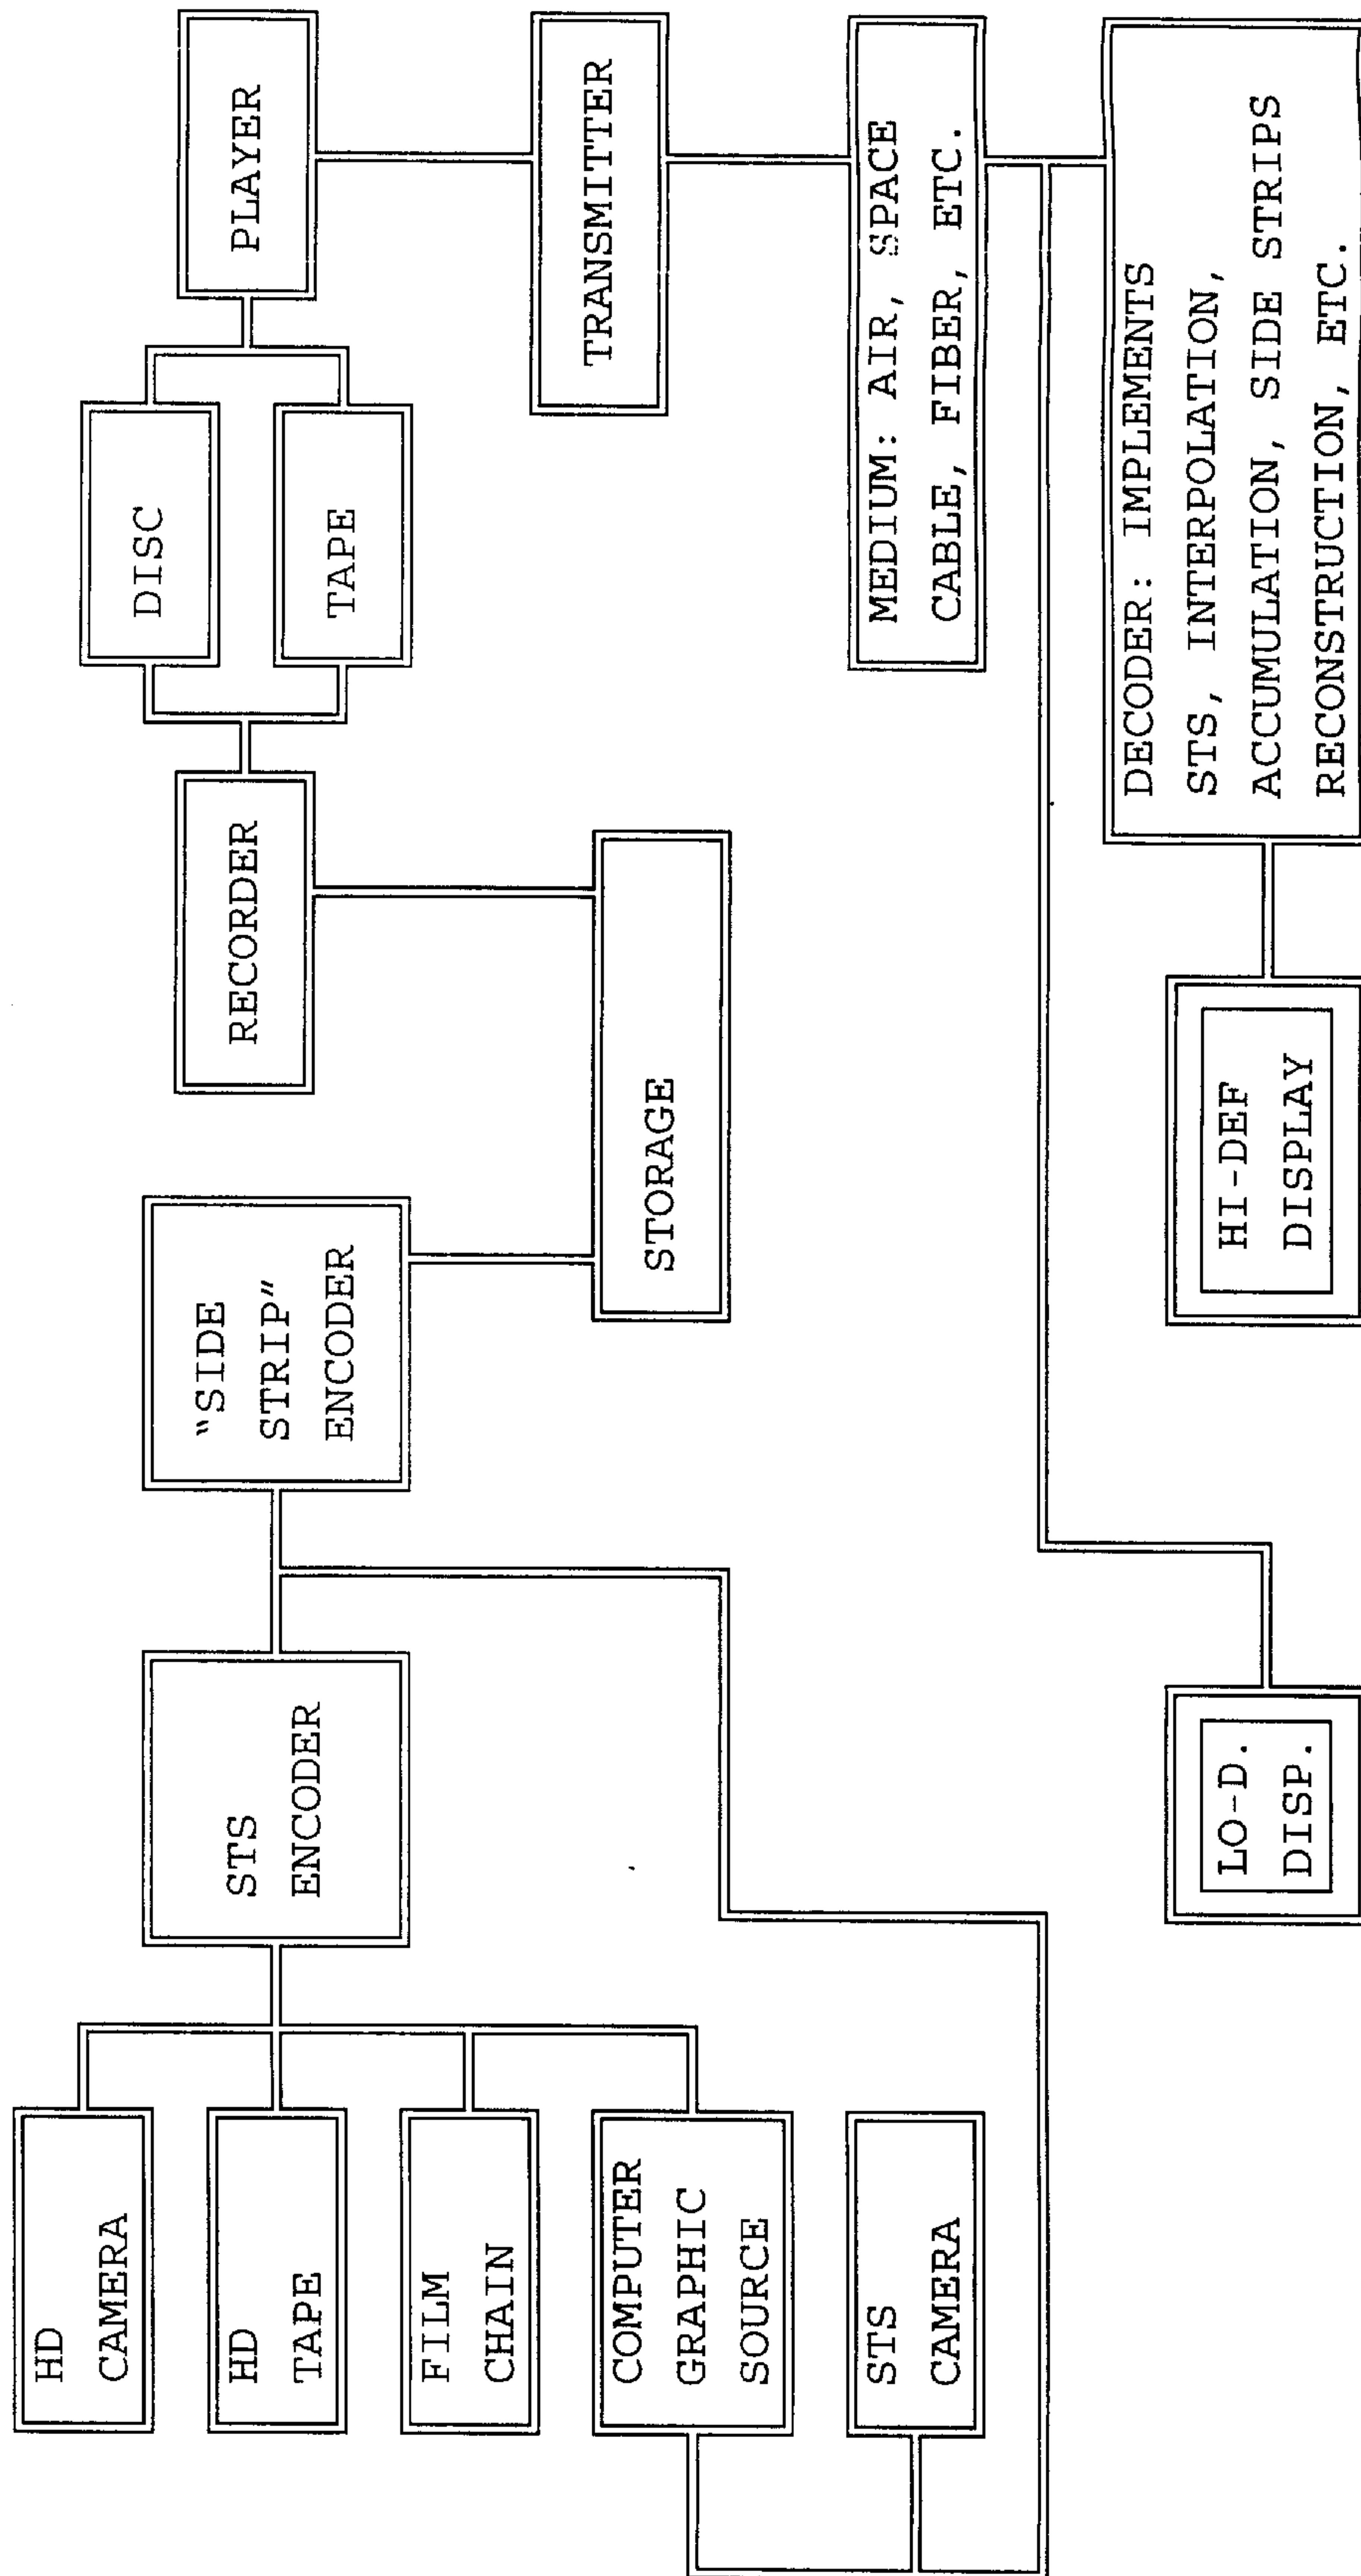 HD
CAMERA
HD
TAPE
FILM
CHAIN
COMPUTER
GRAPHIC
SOURCE
STS
CAMERA
STS
ENCODER
"SIDE
STRIP"
ENCODER
STORAGE
RECORDER
DISC
TAPE
PLAYER
TRANSMITTER
MEDIUM: AIR, SPACE
CABLE, FIBER, ETC.
DECODER: IMPLEMENTS
STS, INTERPOLATION,
ACCUMULATION, SIDE STRIPS
RECONSTRUCTION, ETC.
HI-DEF
DISPLAY
LO-D.
DISP.